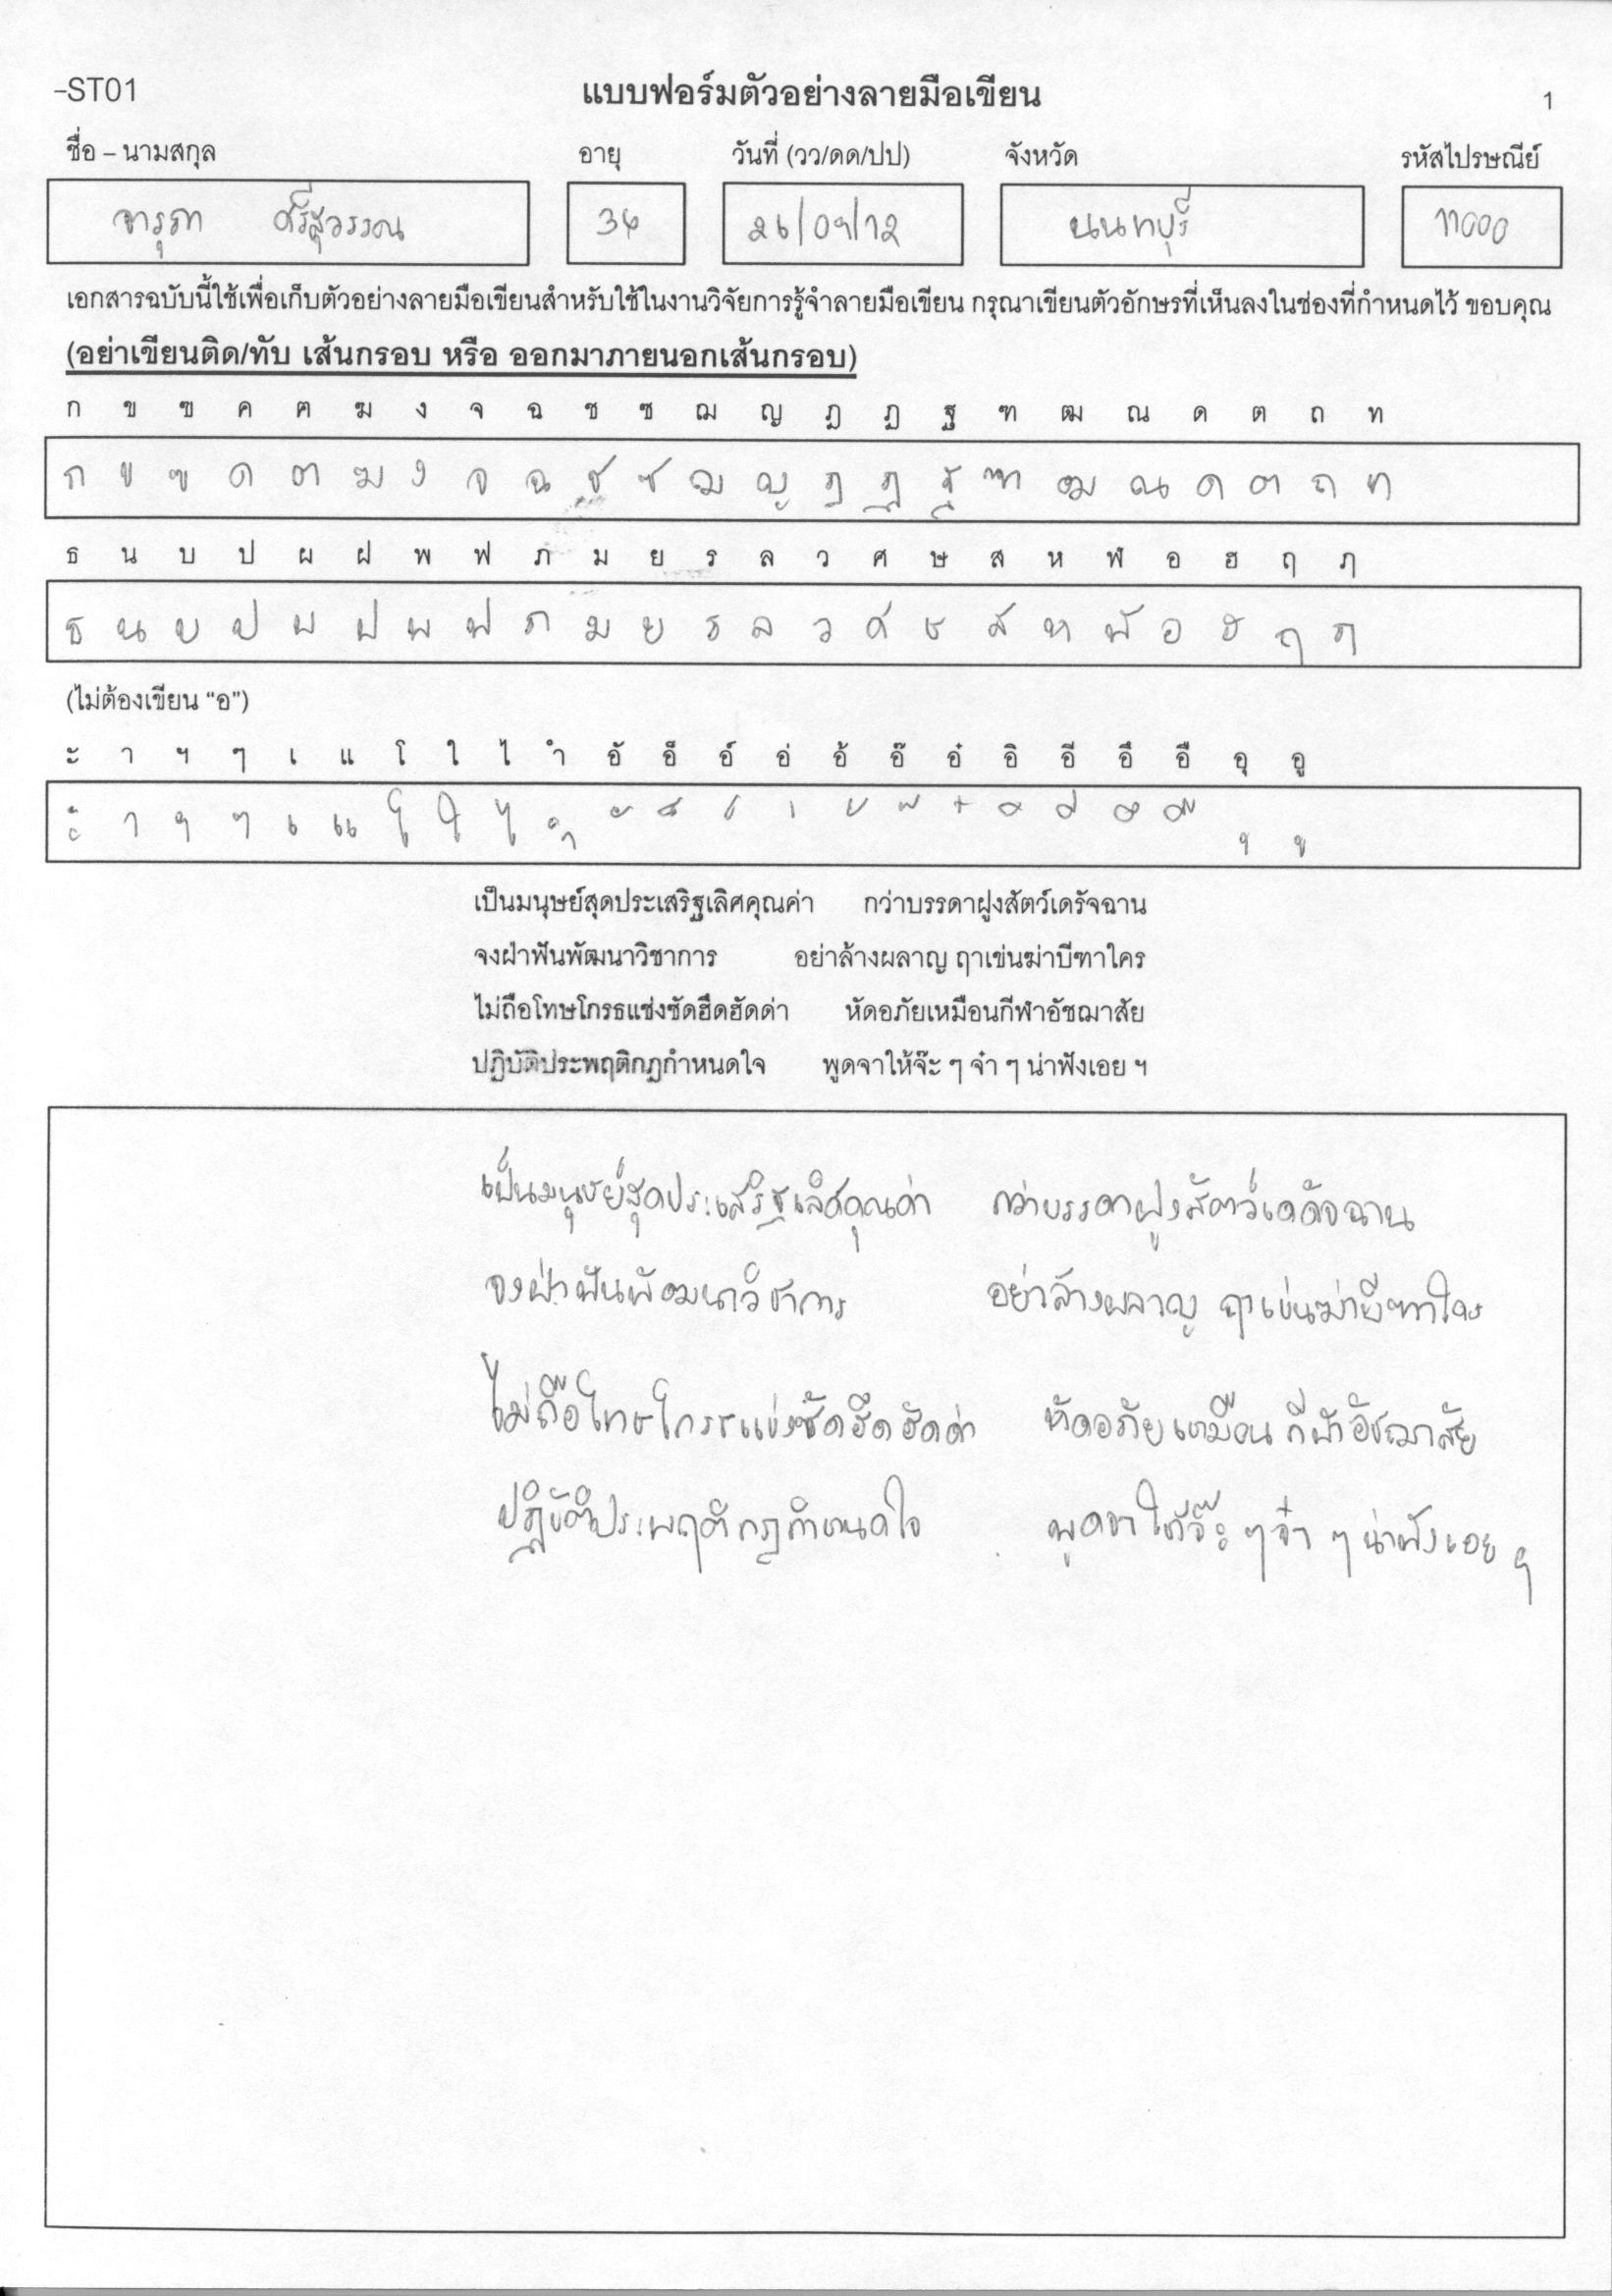 -ST01 แบบฟอร์มตัวอย่างลายมือเขียน 1
ชื่อ – นามสกุล อายุ วันที่ (วว/ดด/ปป) จังหวัด รหัสไปรษณีย์
จารุภา ศรีสุวรรณ 36 26/09/12 นนทบุรี 11000
เอกสารฉบับนี้ใช้เพื่อเก็บตัวอย่างลายมือเขียนสำหรับใช้ในงานวิจัยการรู้จำลายมือเขียน กรุณาเขียนตัวอักษรที่เห็นลงในช่องที่กำหนดไว้ ขอบคุณ
(อย่าเขียนติด/ทับ เส้นกรอบ หรือ ออกมาภายนอกเส้นกรอบ)
ก ข ฃ ค ฅ ฆ ง จ ฉ ช ซ ฌ ญ ฎ ฏ ฐ ฑ ฒ ณ ด ต ถ ท
ก ข ฃ ค ฅ ฆ ง จ ฉ ช ซ ฌ ญ ฎ ฏ ฐ ฑ ฒ ณ ด ต ถ ท
ธ น บ ป ผ ฝ พ ฟ ภ ม ย ร ล ว ศ ษ ส ห ฬ อ ฮ ฤ ฦ
ธ น บ ป ผ ฝ พ ฟ ภ ม ย ร ล ว ศ ษ ส ห ฬ อ ฮ ฤ ฦ
(ไม่ต้องเขียน “อ”)
ะ า ฯ ๆ เ แ โ ใ ไ ำ อั อ็ อ์ อ่ อ้ อ๊ อ๋ อิ อี อึ อื อุ อู
ะ า ฯ ๆ เ แ โ ใ ไ ำ ั ็ ์ ่ ้ ๊ ๋ ิ ี ึ ื ุ ู
เป็นมนุษย์สุดประเสริฐเลิศคุณค่า กว่าบรรดาฝูงสัตว์เดรัจฉาน
จงฝ่าฟันพัฒนาวิชาการ อย่าล้างผลาญ ฤาเข่นฆ่าบีฑาใคร
ไม่ถือโทษโกรธแช่งซัดฮึดฮัดด่า หัดอภัยเหมือนกีฬาอัชฌาสัย
ปฏิบัติประพฤติกฎกำหนดใจ พูดจาให้จ๊ะ ๆ จ๋า ๆ น่าฟังเอย ฯ
เป็นมนุษย์สุดประเสริฐเลิศคุณค่า กว่าบรรดาฝูงสัตว์เดรัจฉาน
จงฝ่าฟันพัฒนาวิชาการ อย่าล้างผลาญ ฤาเข่นฆ่าบีฑาใคร
ไม่ถือโทษโกรธแช่งซัดฮึดฮัดด่า หัดอภัยเหมือนกีฬาอัชฌาสัย
ปฏิบัติประพฤติกฎกำหนดใจ พูดจาให้จ๊ะ ๆ จ๋า ๆ น่าฟังเอย ฯ